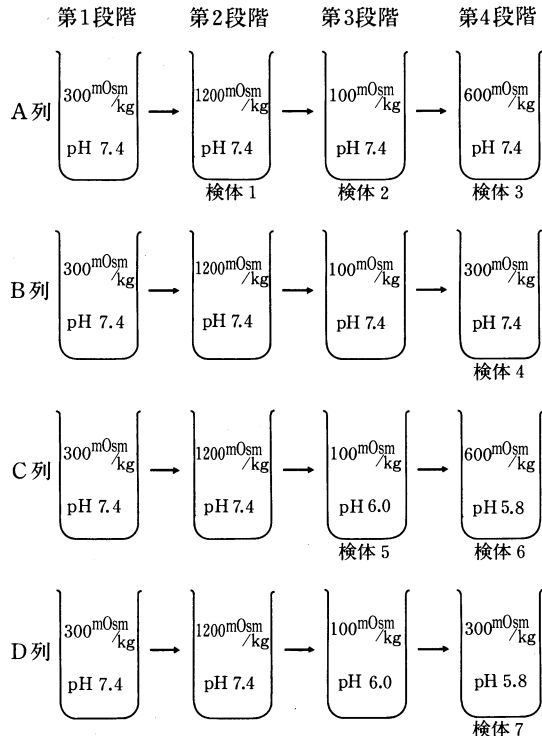 第1段階 第2段階 第3段階 第4段階
A列 300mOsm/kg 1200mOsm/kg 100mOsm/kg 600mOsm/kg
pH 7.4 pH 7.4 pH 7.4 pH 7.4
検体1 検体2 検体3
B列 300mOsm/kg 1200mOsm/kg 100mOsm/kg 300mOsm/kg
pH 7.4 pH 7.4 pH 7.4 pH 7.4
検体4
C列 300mOsm/kg 1200mOsm/kg 100mOsm/kg 600mOsm/kg
pH 7.4 pH 7.4 pH 6.0 pH 5.8
検体5 検体6
D列 300mOsm/kg 1200mOsm/kg 100mOsm/kg 300mOsm/kg
pH 7.4 pH 7.4 pH 6.0 pH 5.8
検体7